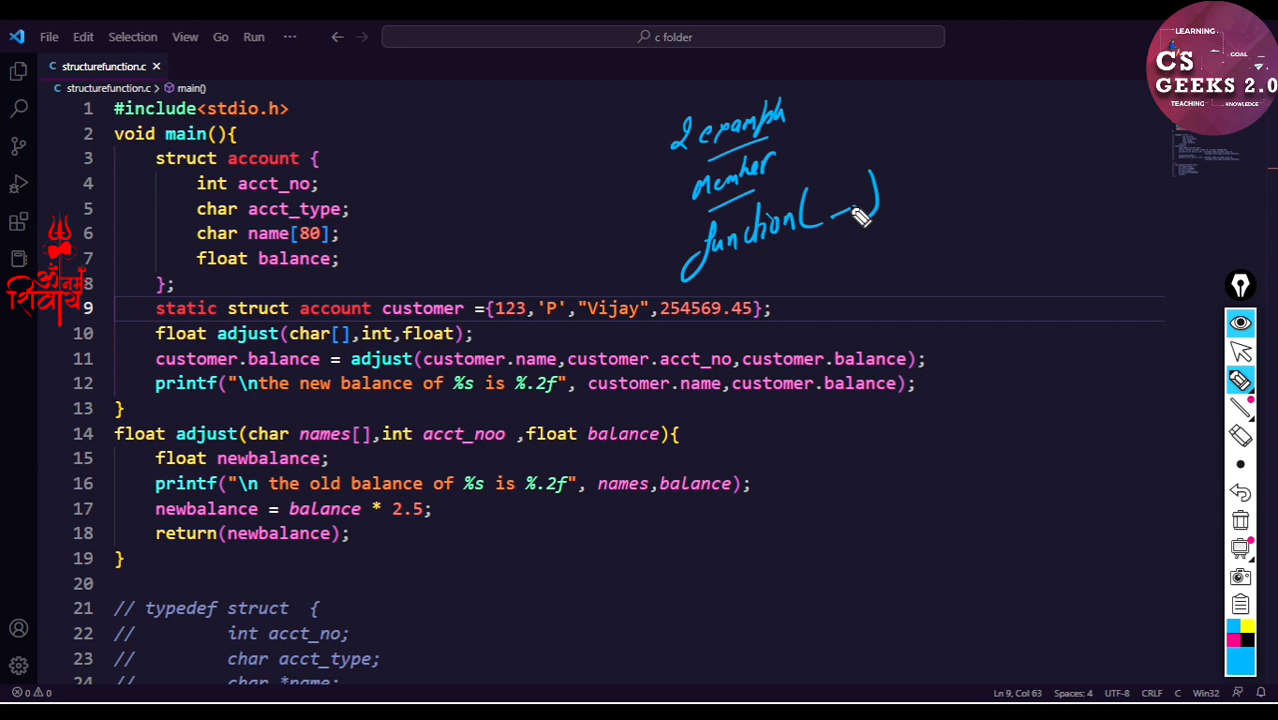 File Edit Selection View Go Run ··· c folder
LEARNING
GOAL
CS
GEEKS 2.0
TEACHING KNOWLEDGE
C structurefunction.c
C structurefunction.c > main()
1 #include<stdio.h>
2 void main(){
3 struct account {
4 int acct_no;
5 char acct_type;
6 char name[80];
7 float balance;
8 };
9 static struct account customer ={123,'P',"Vijay",254569.45};
10 float adjust(char[],int,float);
11 customer.balance = adjust(customer.name,customer.acct_no,customer.balance);
12 printf("\nthe new balance of %s is %.2f", customer.name,customer.balance);
13 }
14 float adjust(char names[],int acct_noo ,float balance){
15 float newbalance;
16 printf("\n the old balance of %s is %.2f", names,balance);
17 newbalance = balance * 2.5;
18 return(newbalance);
19 }
20
21 // typedef struct {
22 // int acct_no;
23 // char acct_type;
24 // char *name;
2 example
member
function( — )
ॐ नमः
शिवाय
0 0 Ln 9, Col 63 Spaces: 4 UTF-8 CRLF C Win32